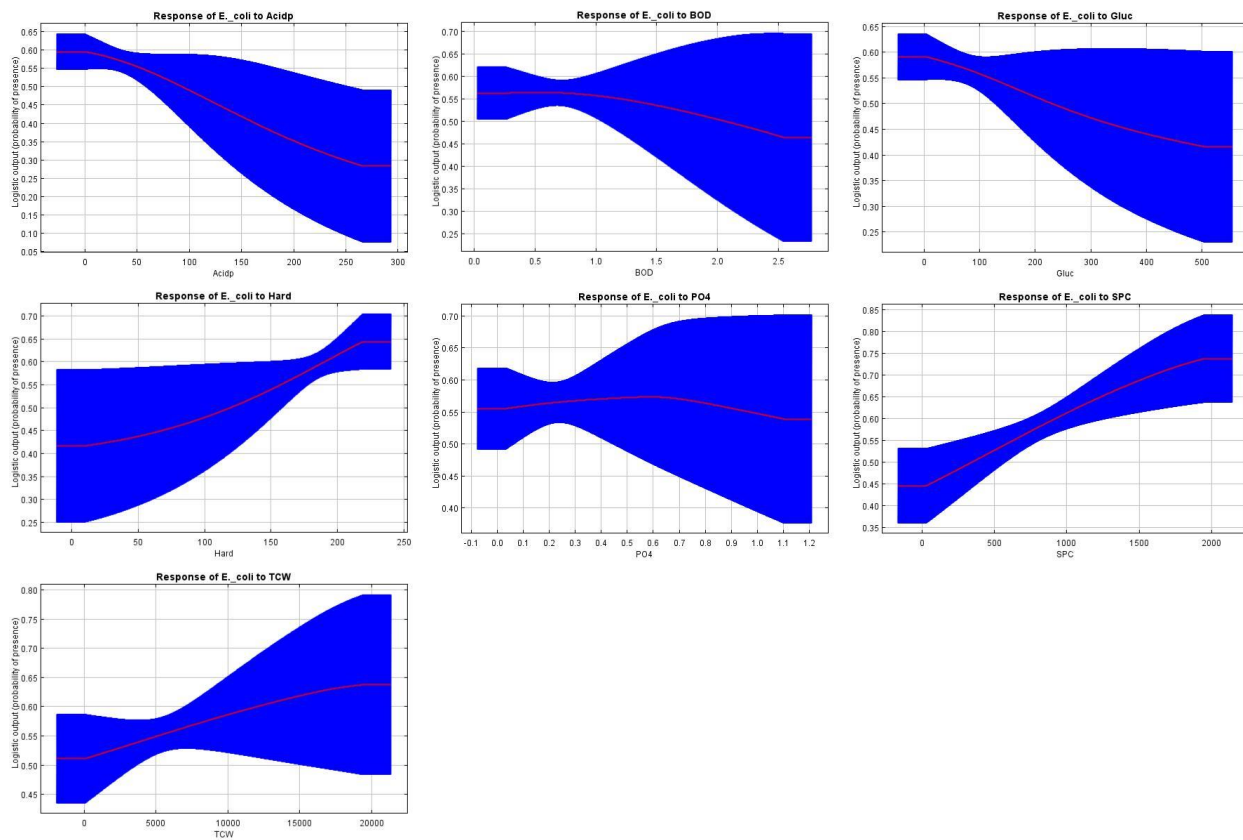 Response of E._coli to Acidp
Logistic output (probability of presence)
0.65
0.60
0.55
0.50
0.45
0.40
0.35
0.30
0.25
0.20
0.15
0.10
0.05
0 50 100 150 200 250 300
Acidp
Response of E._coli to BOD
Logistic output (probability of presence)
0.70
0.65
0.60
0.55
0.50
0.45
0.40
0.35
0.30
0.25
0.0 0.5 1.0 1.5 2.0 2.5
BOD
Response of E._coli to Gluc
Logistic output (probability of presence)
0.65
0.60
0.55
0.50
0.45
0.40
0.35
0.30
0.25
0 100 200 300 400 500
Gluc
Response of E._coli to Hard
Logistic output (probability of presence)
0.70
0.65
0.60
0.55
0.50
0.45
0.40
0.35
0.30
0.25
0 50 100 150 200 250
Hard
Response of E._coli to PO4
Logistic output (probability of presence)
0.70
0.65
0.60
0.55
0.50
0.45
0.40
-0.1 0.0 0.1 0.2 0.3 0.4 0.5 0.6 0.7 0.8 0.9 1.0 1.1 1.2
PO4
Response of E._coli to SPC
Logistic output (probability of presence)
0.85
0.80
0.75
0.70
0.65
0.60
0.55
0.50
0.45
0.40
0.35
0 500 1000 1500 2000
SPC
Response of E._coli to TCW
Logistic output (probability of presence)
0.80
0.75
0.70
0.65
0.60
0.55
0.50
0.45
0 5000 10000 15000 20000
TCW